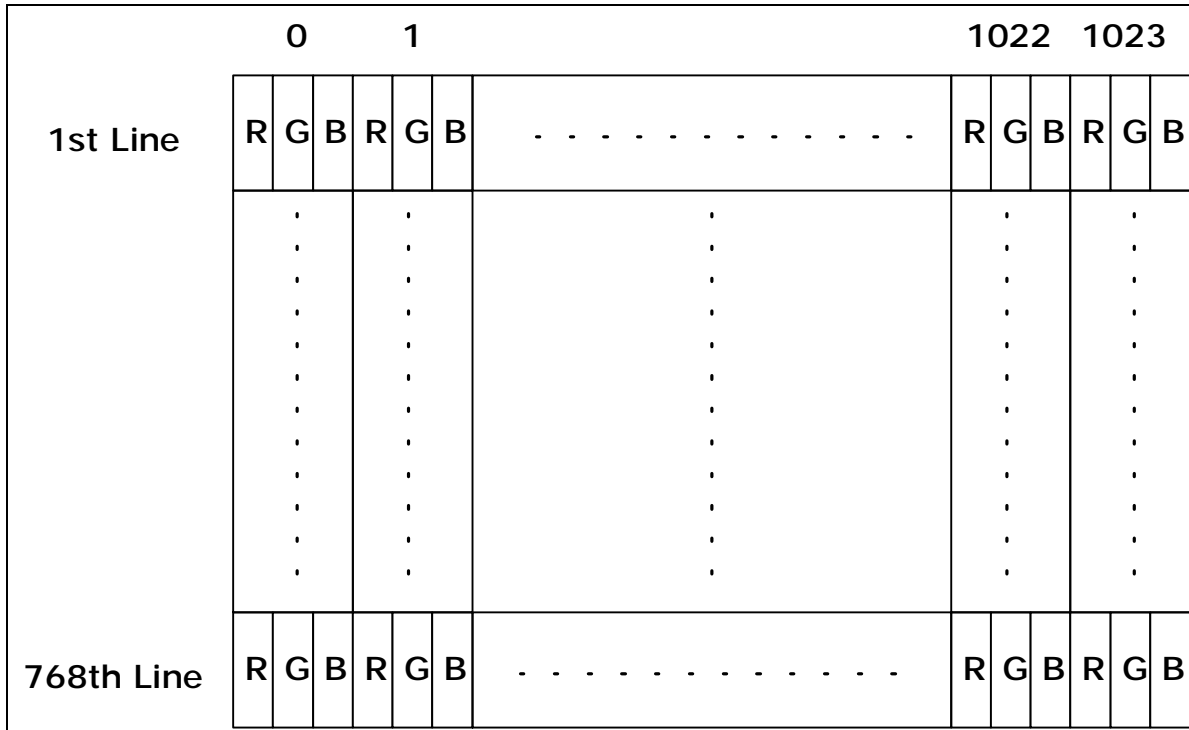 0 1 1022 1023
1st Line R G B R G B - - - - - - - - - - - - R G B R G B
768th Line R G B R G B - - - - - - - - - - - - R G B R G B